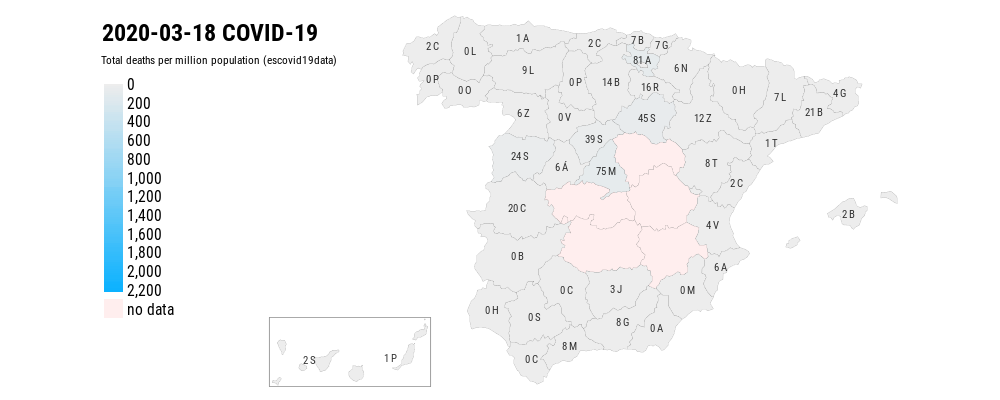 2020-03-18 COVID-19
Total deaths per million population (escovid19data)
0
200
400
600
800
1,000
1,200
1,400
1,600
1,800
2,000
2,200
no data
2 C
0 L
1 A
2 C
7 B
7 G
81 A
6 N
0 P
0 O
9 L
0 P
14 B
16 R
0 H
7 L
4 G
21 B
6 Z
0 V
45 S
12 Z
39 S
1 T
24 S
6 Á
75 M
8 T
2 C
20 C
2 B
4 V
0 B
6 A
0 C
3 J
0 M
0 H
0 S
8 G
0 A
8 M
0 C
2 S
1 P